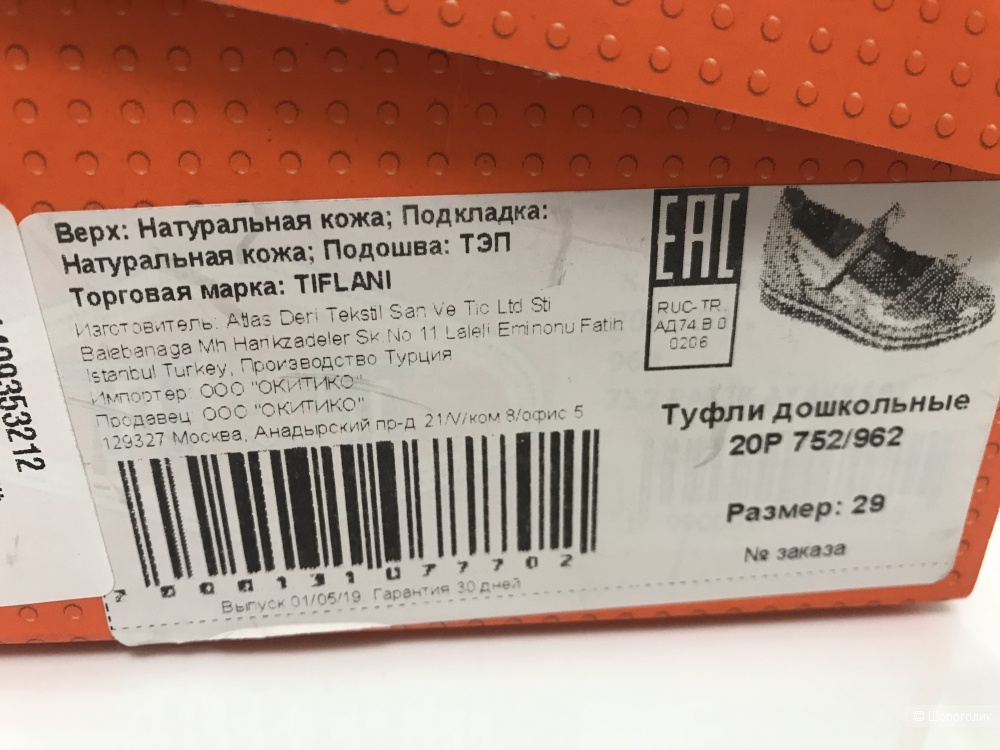 Верх: Натуральная кожа; Подкладка:
Натуральная кожа; Подошва: ТЭП
Торговая марка: TIFLANI
Изготовитель: Atlas Deri Tekstil San Ve Tic Ltd Sti
Balabanaga Mh Harikzadeler Sk.No 11 Laleli Eminonu Fatih
Istanbul Turkey, Производство Турция
Импортер: ООО "ОКИТИКО"
Продавец: ООО "ОКИТИКО"
129327 Москва, Анадырский пр-д 21/V/ком 8/офис 5
Выпуск 01/05/19. Гарантия 30 дней
EAC
RUC-TR.
АД74.В.0
0206
Туфли дошкольные
20Р 752/962
Размер: 29
№ заказа
© Шопоголик